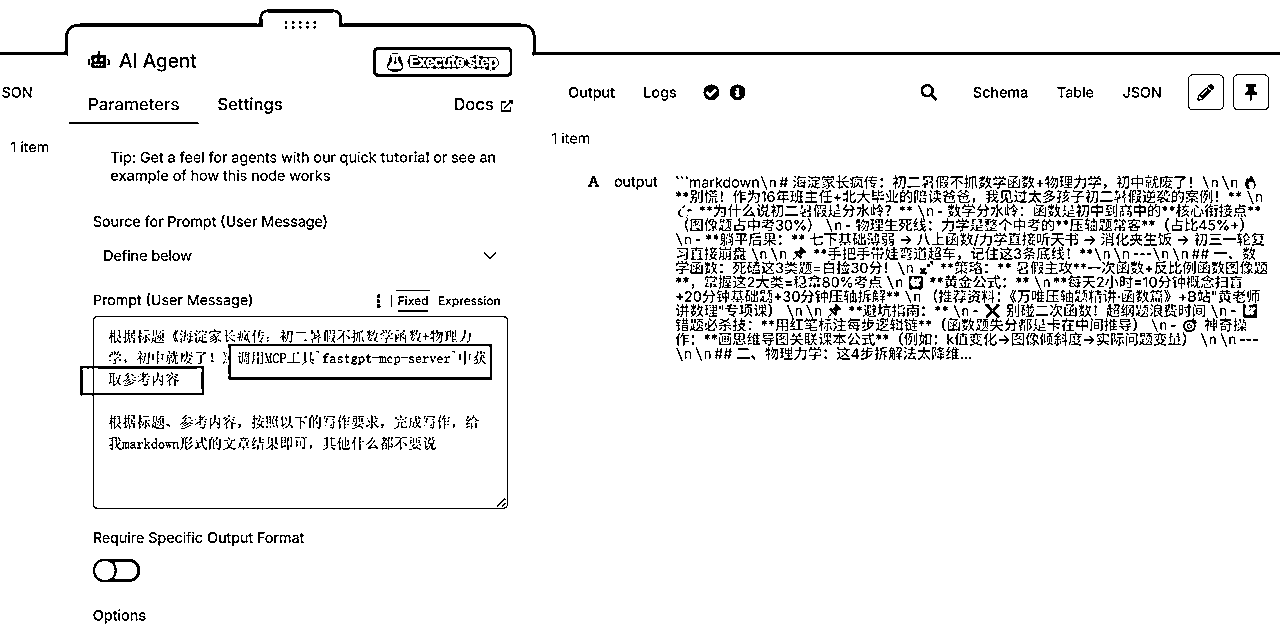 AI Agent
Execute step
SON
Parameters
Settings
Docs
1 item
Tip: Get a feel for agents with our quick tutorial or see an
example of how this node works
Source for Prompt (User Message)
Define below
Prompt (User Message)
Fixed
Expression
根据标题《海淀家长疯传：初二暑假不抓数学函数+物理力
学，初中就废了！》调用MCP工具`fastgpt-mcp-server`中获
取参考内容
根据标题、参考内容，按照以下的写作要求，完成写作，给
我markdown形式的文章结果即可，其他什么都不要说
Require Specific Output Format
Options
Output
Logs
Schema
Table
JSON
1 item
A output
```markdown\n# 海淀家长疯传：初二暑假不抓数学函数+物理力学，初中就废了！\n\n🔥
**别慌！作为16年班主任+北大毕业的陪读爸爸，我见过太多孩子初二暑假逆袭的案例！** \n
**为什么说初二暑假是分水岭？** \n - 数学分水岭：函数是初中到高中的**核心衔接点**
（图像题占中考30%） \n - 物理生死线：力学是整个中考的**压轴题常客**（占比45%+）
\n - **躺平后果：** 七下基础薄弱 → 八上函数/力学直接听天书 → 消化夹生饭 → 初三一轮复
习直接崩盘 \n\n 📌 **手把手带娃弯道超车，记住这3条底线！**\n\n---\n\n## 一、数
学函数：死磕这3类题=白捡30分！\n **策略：** 暑假主攻**一次函数+反比例函数图像题
**，掌握这2大类=稳拿80%考点 \n **黄金公式：** \n **每天2小时=10分钟概念扫盲
+20分钟基础题+30分钟压轴拆解** \n （推荐资料：《万唯压轴题精讲·函数篇》+B站"黄老师
讲数理"专项课） \n\n 📌 **避坑指南：** \n - ❌ 别碰二次函数！超纲题浪费时间 \n -
错题必杀技：**用红笔标注每步逻辑链**（函数题失分都是卡在中间推导） \n - 🎯 神奇操
作：**画思维导图关联课本公式**（例如：k值变化→图像倾斜度→实际问题变量） \n\n---
\n\n## 二、物理力学：这4步拆解法太降维...